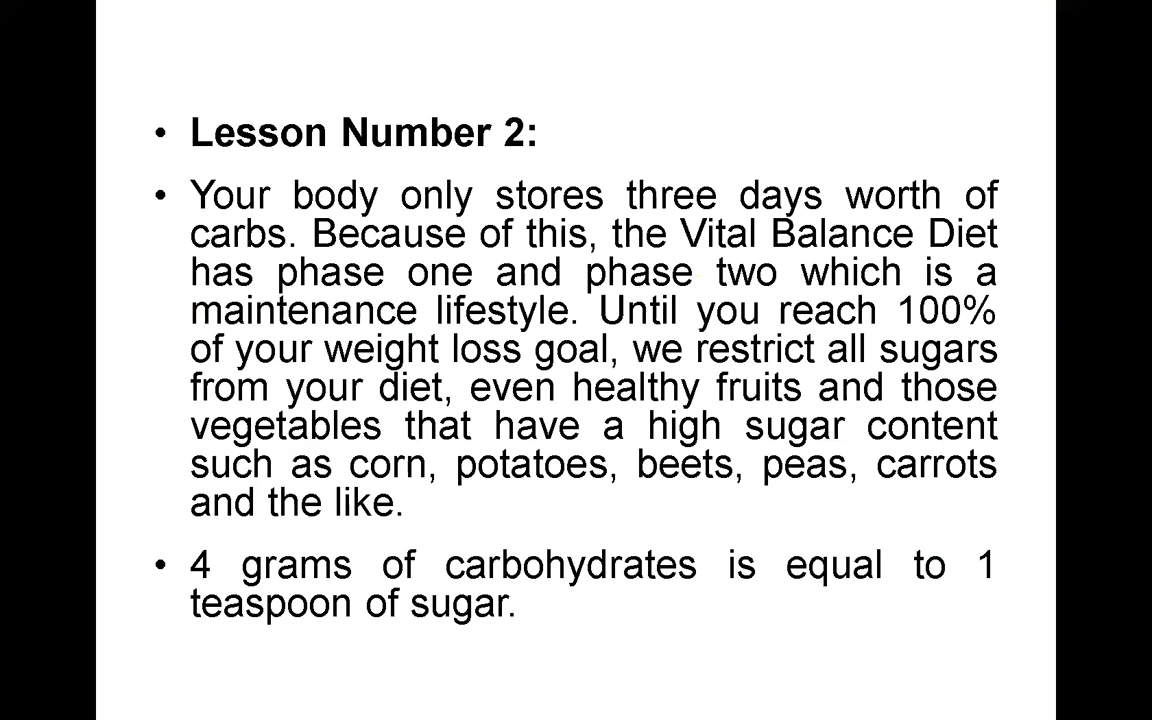 • Lesson Number 2:
• Your body only stores three days worth of
carbs. Because of this, the Vital Balance Diet
has phase one and phase two which is a
maintenance lifestyle. Until you reach 100%
of your weight loss goal, we restrict all sugars
from your diet, even healthy fruits and those
vegetables that have a high sugar content
such as corn, potatoes, beets, peas, carrots
and the like.
• 4 grams of carbohydrates is equal to 1
teaspoon of sugar.